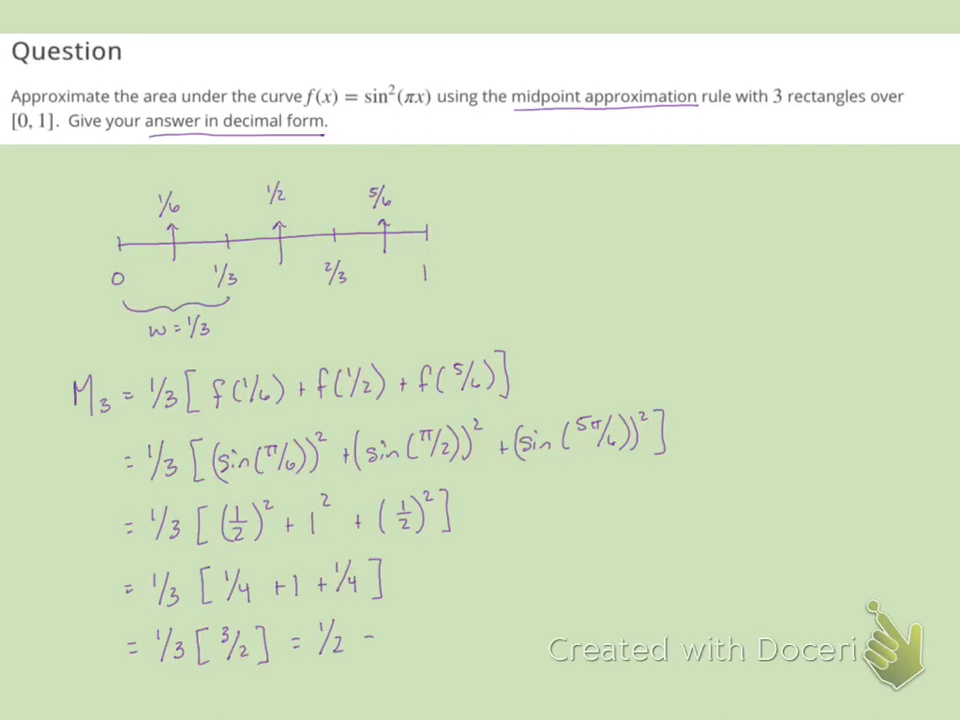 Question
Approximate the area under the curve f(x) = sin²(πx) using the midpoint approximation rule with 3 rectangles over
[0, 1]. Give your answer in decimal form.
1/6 1/2 5/6
0 1/3 2/3 1
w = 1/3
M₃ = 1/3 [ f(1/6) + f(1/2) + f(5/6) ]
= 1/3 [ (sin(π/6))² + (sin(π/2))² + (sin(5π/6))² ]
= 1/3 [ (1/2)² + 1² + (1/2)² ]
= 1/3 [ 1/4 + 1 + 1/4 ]
= 1/3 [ 3/2 ] = 1/2 -
Created with Doceri